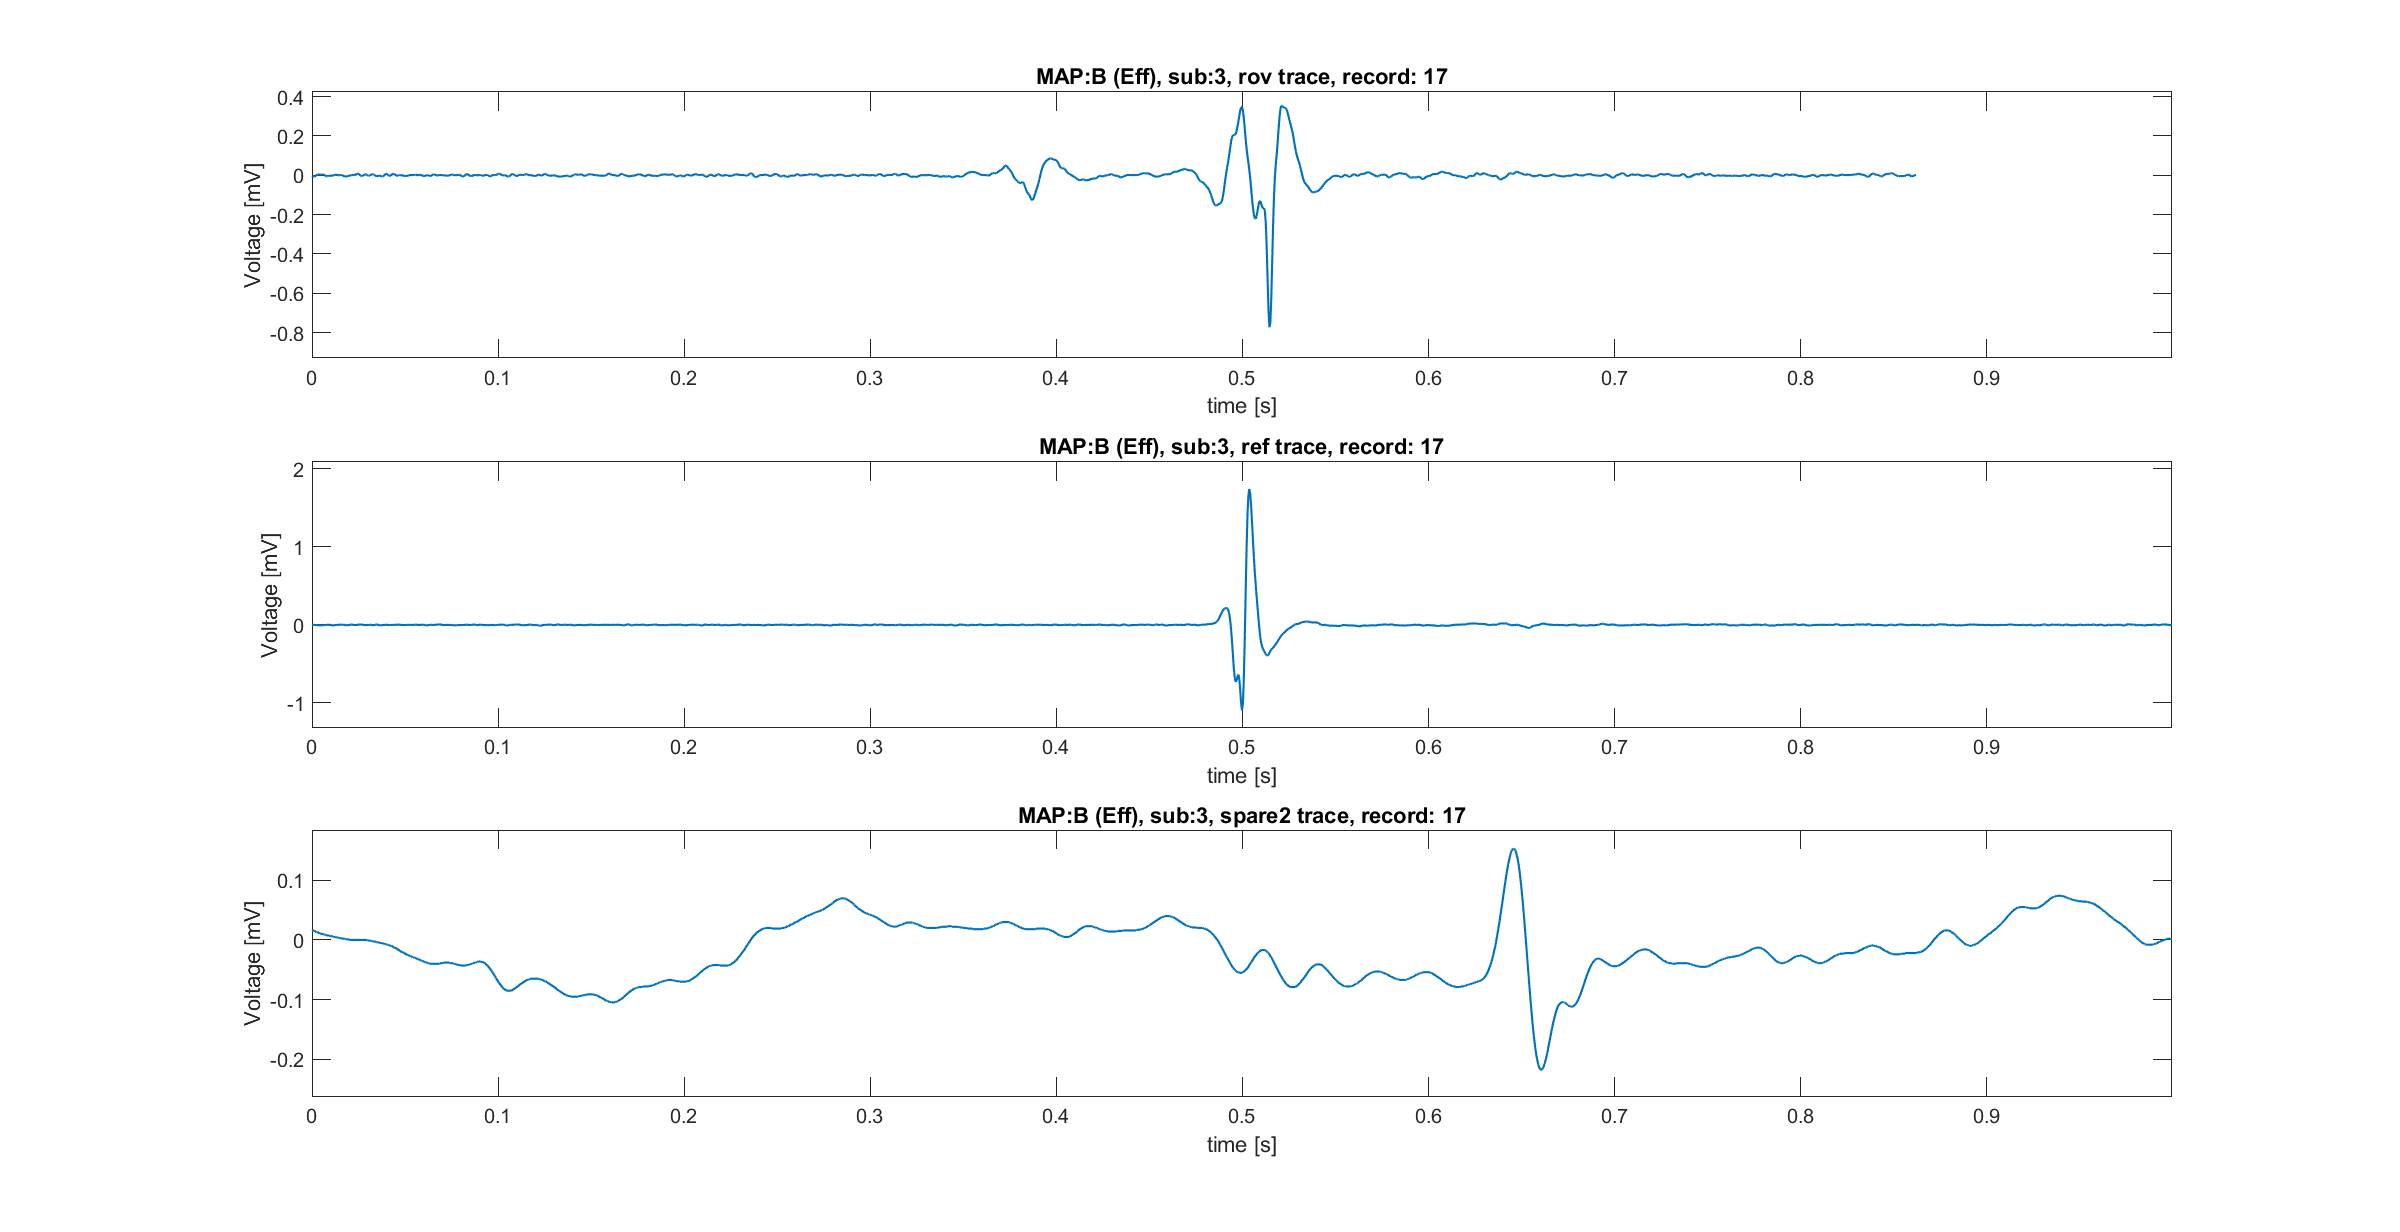 MAP:B (Eff), sub:3, rov trace, record: 17
0.4
0.2
0
-0.2
-0.4
-0.6
-0.8
Voltage [mV]
0 0.1 0.2 0.3 0.4 0.5 0.6 0.7 0.8 0.9
time [s]
MAP:B (Eff), sub:3, ref trace, record: 17
2
1
0
-1
Voltage [mV]
0 0.1 0.2 0.3 0.4 0.5 0.6 0.7 0.8 0.9
time [s]
MAP:B (Eff), sub:3, spare2 trace, record: 17
0.1
0
-0.1
-0.2
Voltage [mV]
0 0.1 0.2 0.3 0.4 0.5 0.6 0.7 0.8 0.9
time [s]